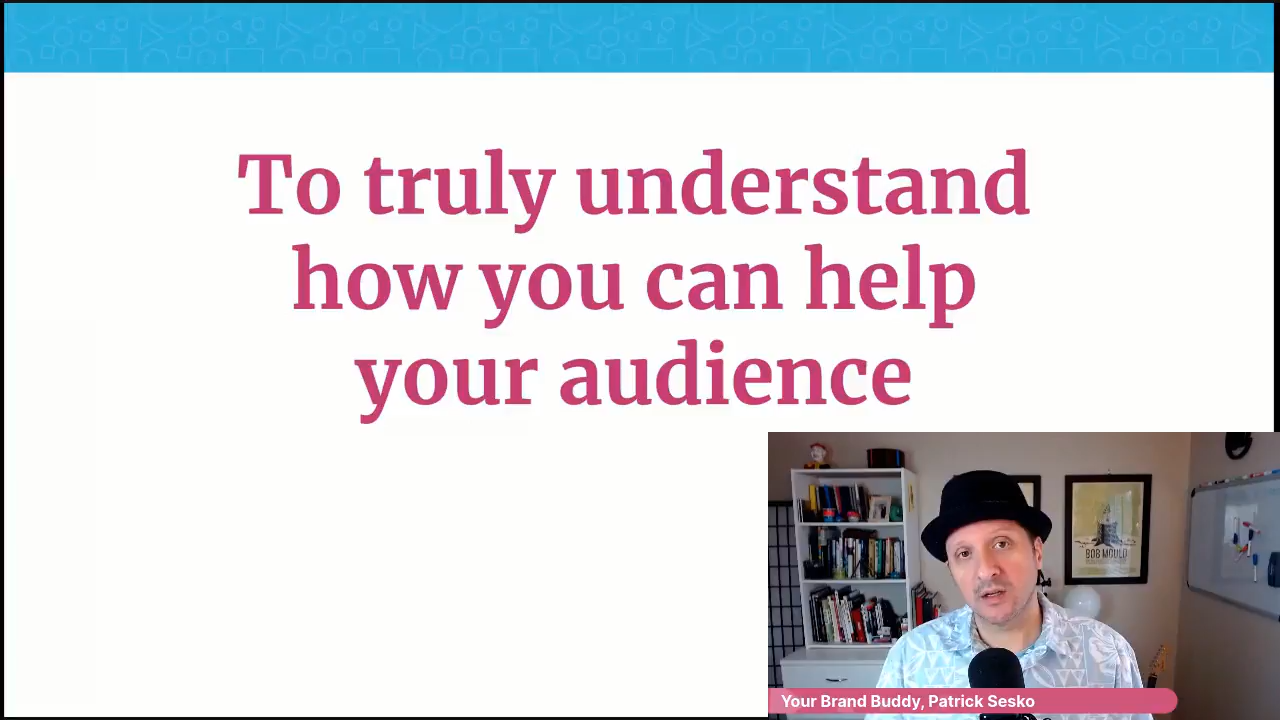 To truly understand
how you can help
your audience
BOB MOULD
Your Brand Buddy, Patrick Sesko